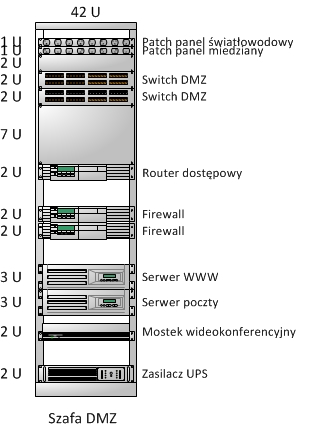 42 U
1 U Patch panel światłowodowy
1 U Patch panel miedziany
2 U
2 U Switch DMZ
2 U Switch DMZ
7 U
2 U Router dostępowy
2 U Firewall
2 U Firewall
3 U Serwer WWW
3 U Serwer poczty
2 U Mostek wideokonferencyjny
2 U Zasilacz UPS
Szafa DMZ